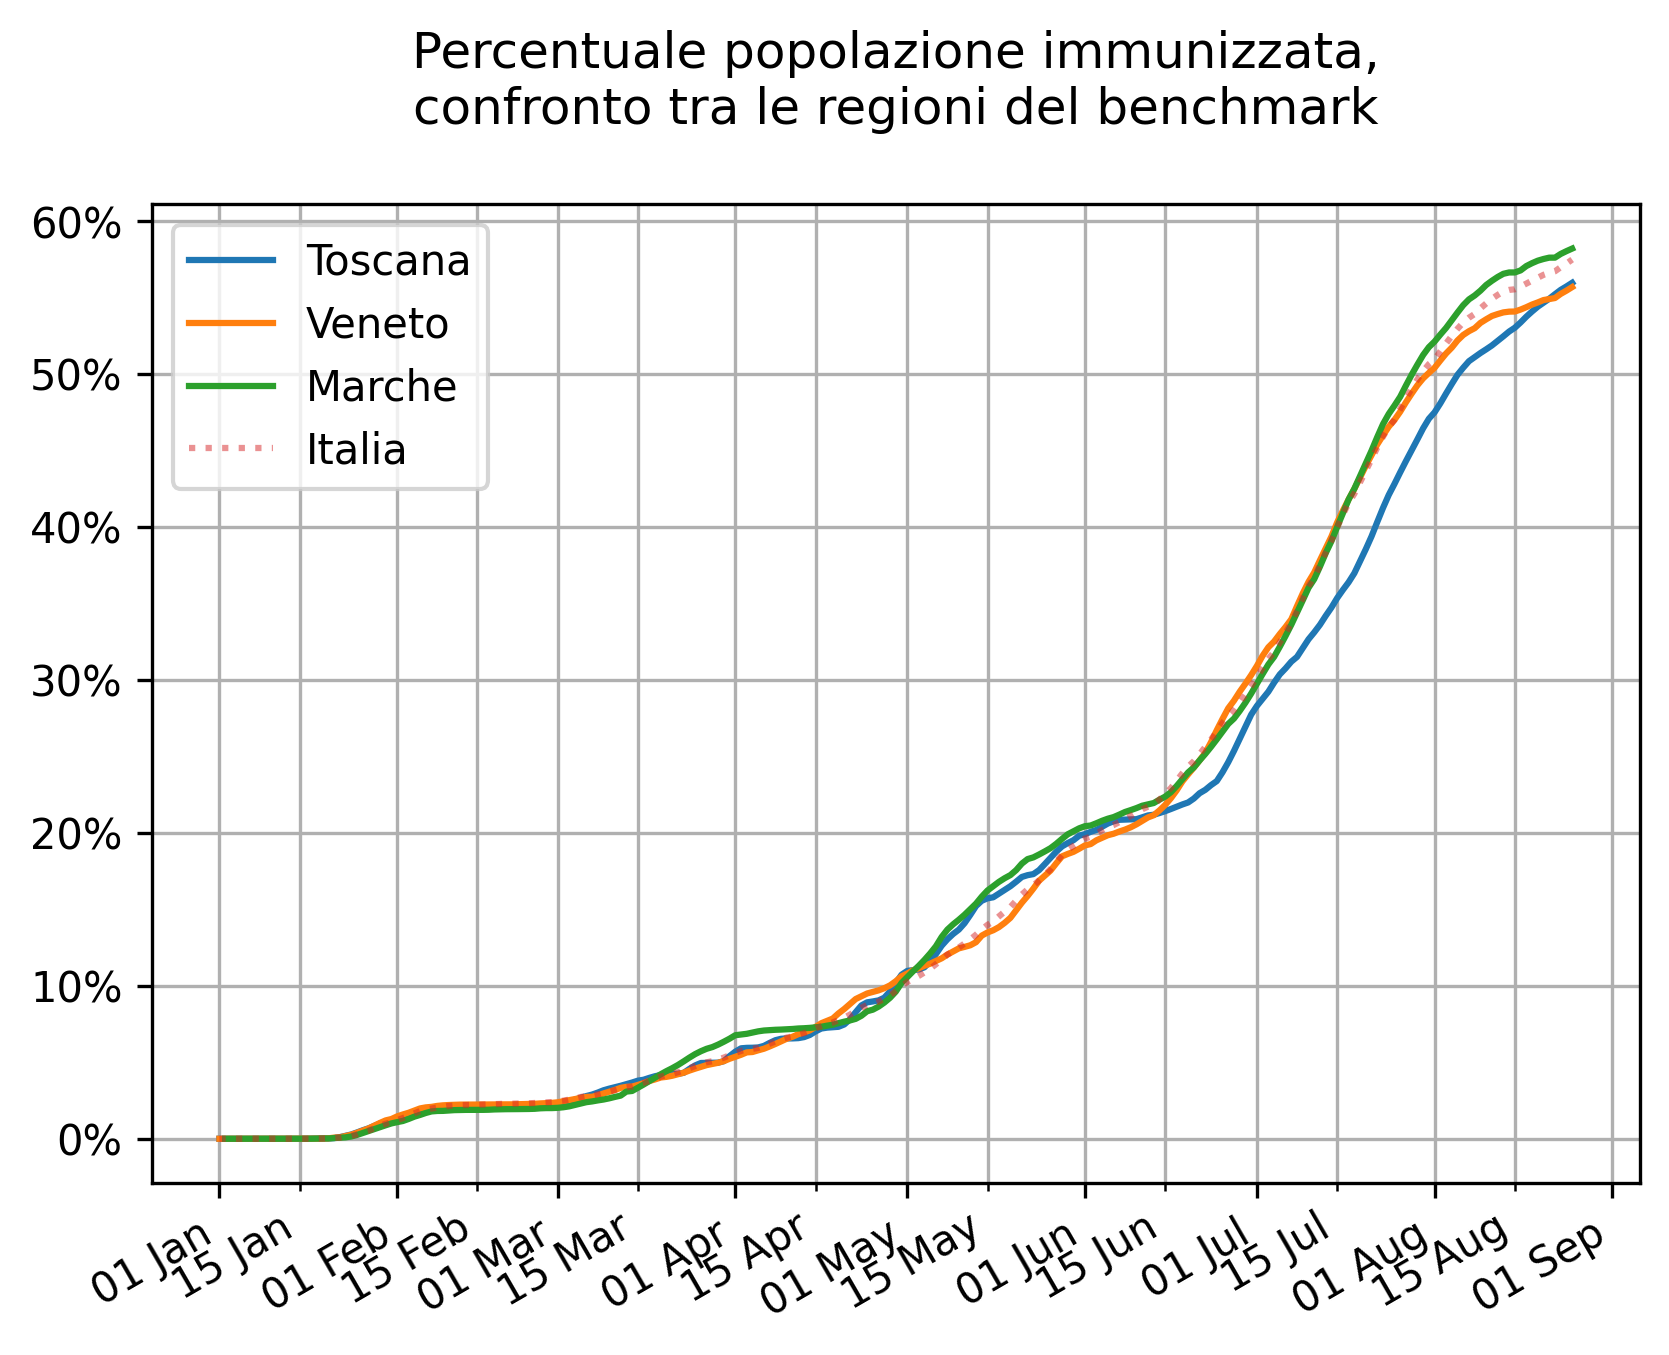 Percentuale popolazione immunizzata,
confronto tra le regioni del benchmark
60%
50%
40%
30%
20%
10%
0%
Toscana
Veneto
Marche
Italia
01 Jan
15 Jan
01 Feb
15 Feb
01 Mar
15 Mar
01 Apr
15 Apr
01 May
15 May
01 Jun
15 Jun
01 Jul
15 Jul
01 Aug
15 Aug
01 Sep